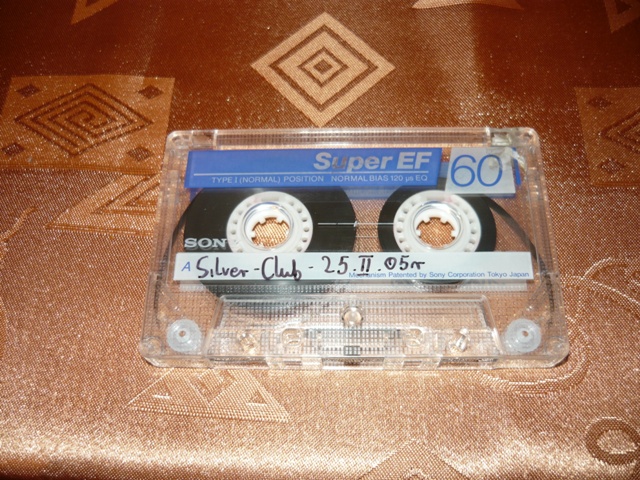 Super EF 60
TYPE I (NORMAL) POSITION NORMAL BIAS 120 µs EQ
SONY
A Silver-Club-25.II.05г
Mechanism Patented by Sony Corporation Tokyo Japan